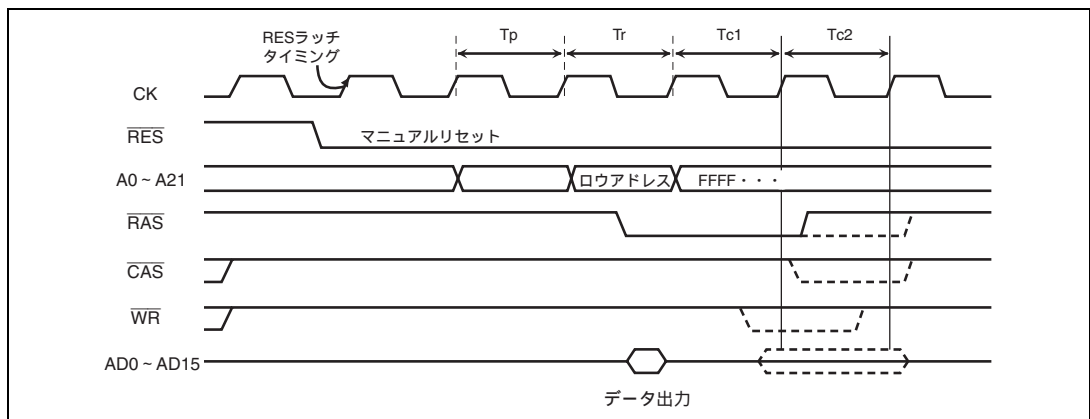 Tp Tr Tc1 Tc2
RESラッチ
タイミング
CK
RES マニュアルリセット
A0 ~ A21 ロウアドレス FFFF・・・
RAS
CAS
WR
AD0 ~ AD15
データ出力